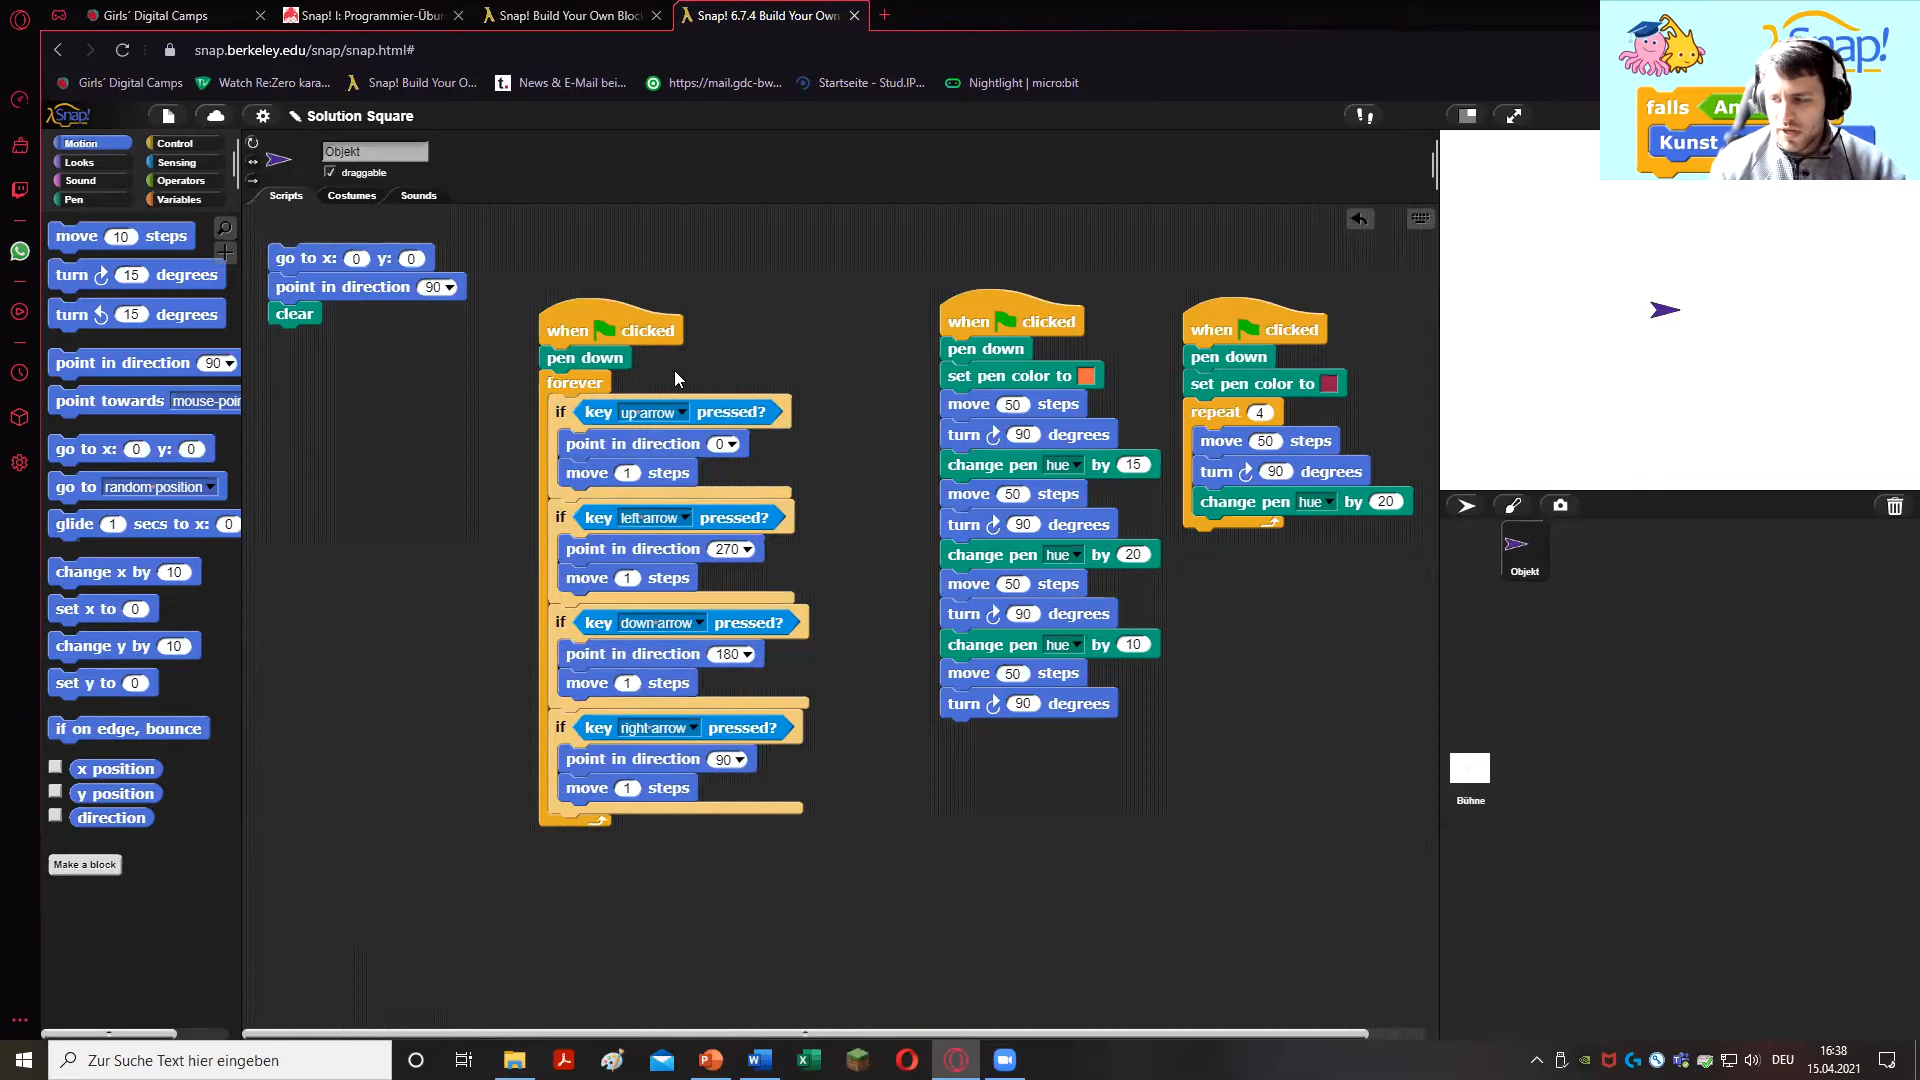 Girls´ Digital Camps
Snap! I: Programmier-Übu
Snap! Build Your Own Bloc
Snap! 6.7.4 Build Your Own
snap.berkeley.edu/snap/snap.html#
Girls´ Digital Camps
Watch Re:Zero kara...
Snap! Build Your O...
News & E-Mail bei...
https://mail.gdc-bw...
Startseite - Stud.IP...
Nightlight | micro:bit
Snap!
falls
Kunst
Snap!
Solution Square
Motion
Control
Looks
Sensing
Sound
Operators
Pen
Variables
Objekt
draggable
Scripts
Costumes
Sounds
move 10 steps
turn 15 degrees
turn 15 degrees
point in direction 90
point towards mouse-poin
go to x: 0 y: 0
go to random position
glide 1 secs to x: 0
change x by 10
set x to 0
change y by 10
set y to 0
if on edge, bounce
x position
y position
direction
Make a block
go to x: 0 y: 0
point in direction 90
clear
when clicked
pen down
forever
if key up arrow pressed?
point in direction 0
move 1 steps
if key left arrow pressed?
point in direction 270
move 1 steps
if key down arrow pressed?
point in direction 180
move 1 steps
if key right arrow pressed?
point in direction 90
move 1 steps
when clicked
pen down
set pen color to
move 50 steps
turn 90 degrees
change pen hue by 15
move 50 steps
turn 90 degrees
change pen hue by 20
move 50 steps
turn 90 degrees
change pen hue by 10
move 50 steps
turn 90 degrees
when clicked
pen down
set pen color to
repeat 4
move 50 steps
turn 90 degrees
change pen hue by 20
Objekt
Bühne
Zur Suche Text hier eingeben
DEU
16:38
15.04.2021